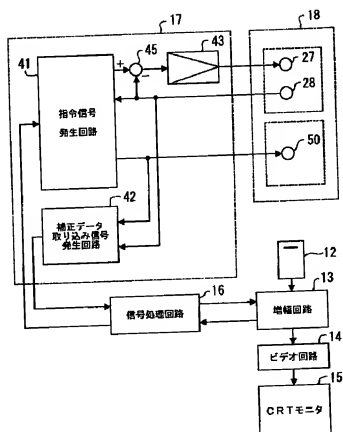 17
18
41
43
45
+
-
27
28
指令信号
発生回路
50
42
補正データ
取り込み信号
発生回路
12
16
13
信号処理回路
増幅回路
14
ビデオ回路
15
CRTモニタ